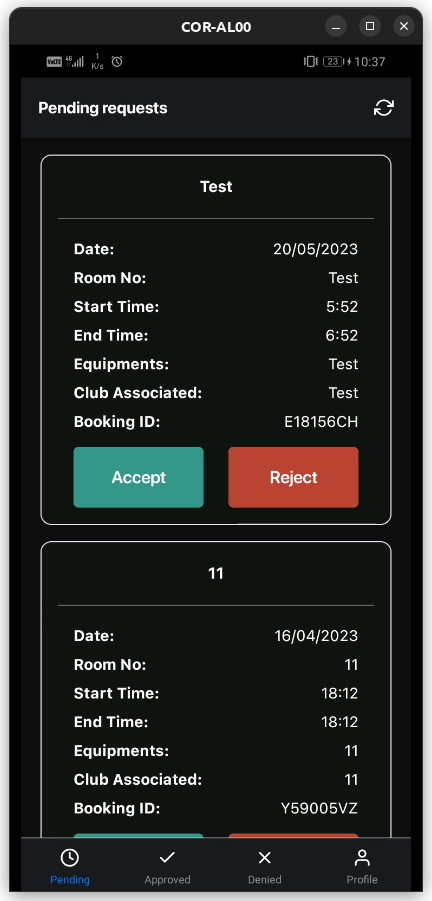 COR-AL00
VoLTE 4G 1 K/s 23 10:37
Pending requests
Test
Date: 20/05/2023
Room No: Test
Start Time: 5:52
End Time: 6:52
Equipments: Test
Club Associated: Test
Booking ID: E18156CH
Accept Reject
11
Date: 16/04/2023
Room No: 11
Start Time: 18:12
End Time: 18:12
Equipments: 11
Club Associated: 11
Booking ID: Y59005VZ
Pending Approved Denied Profile